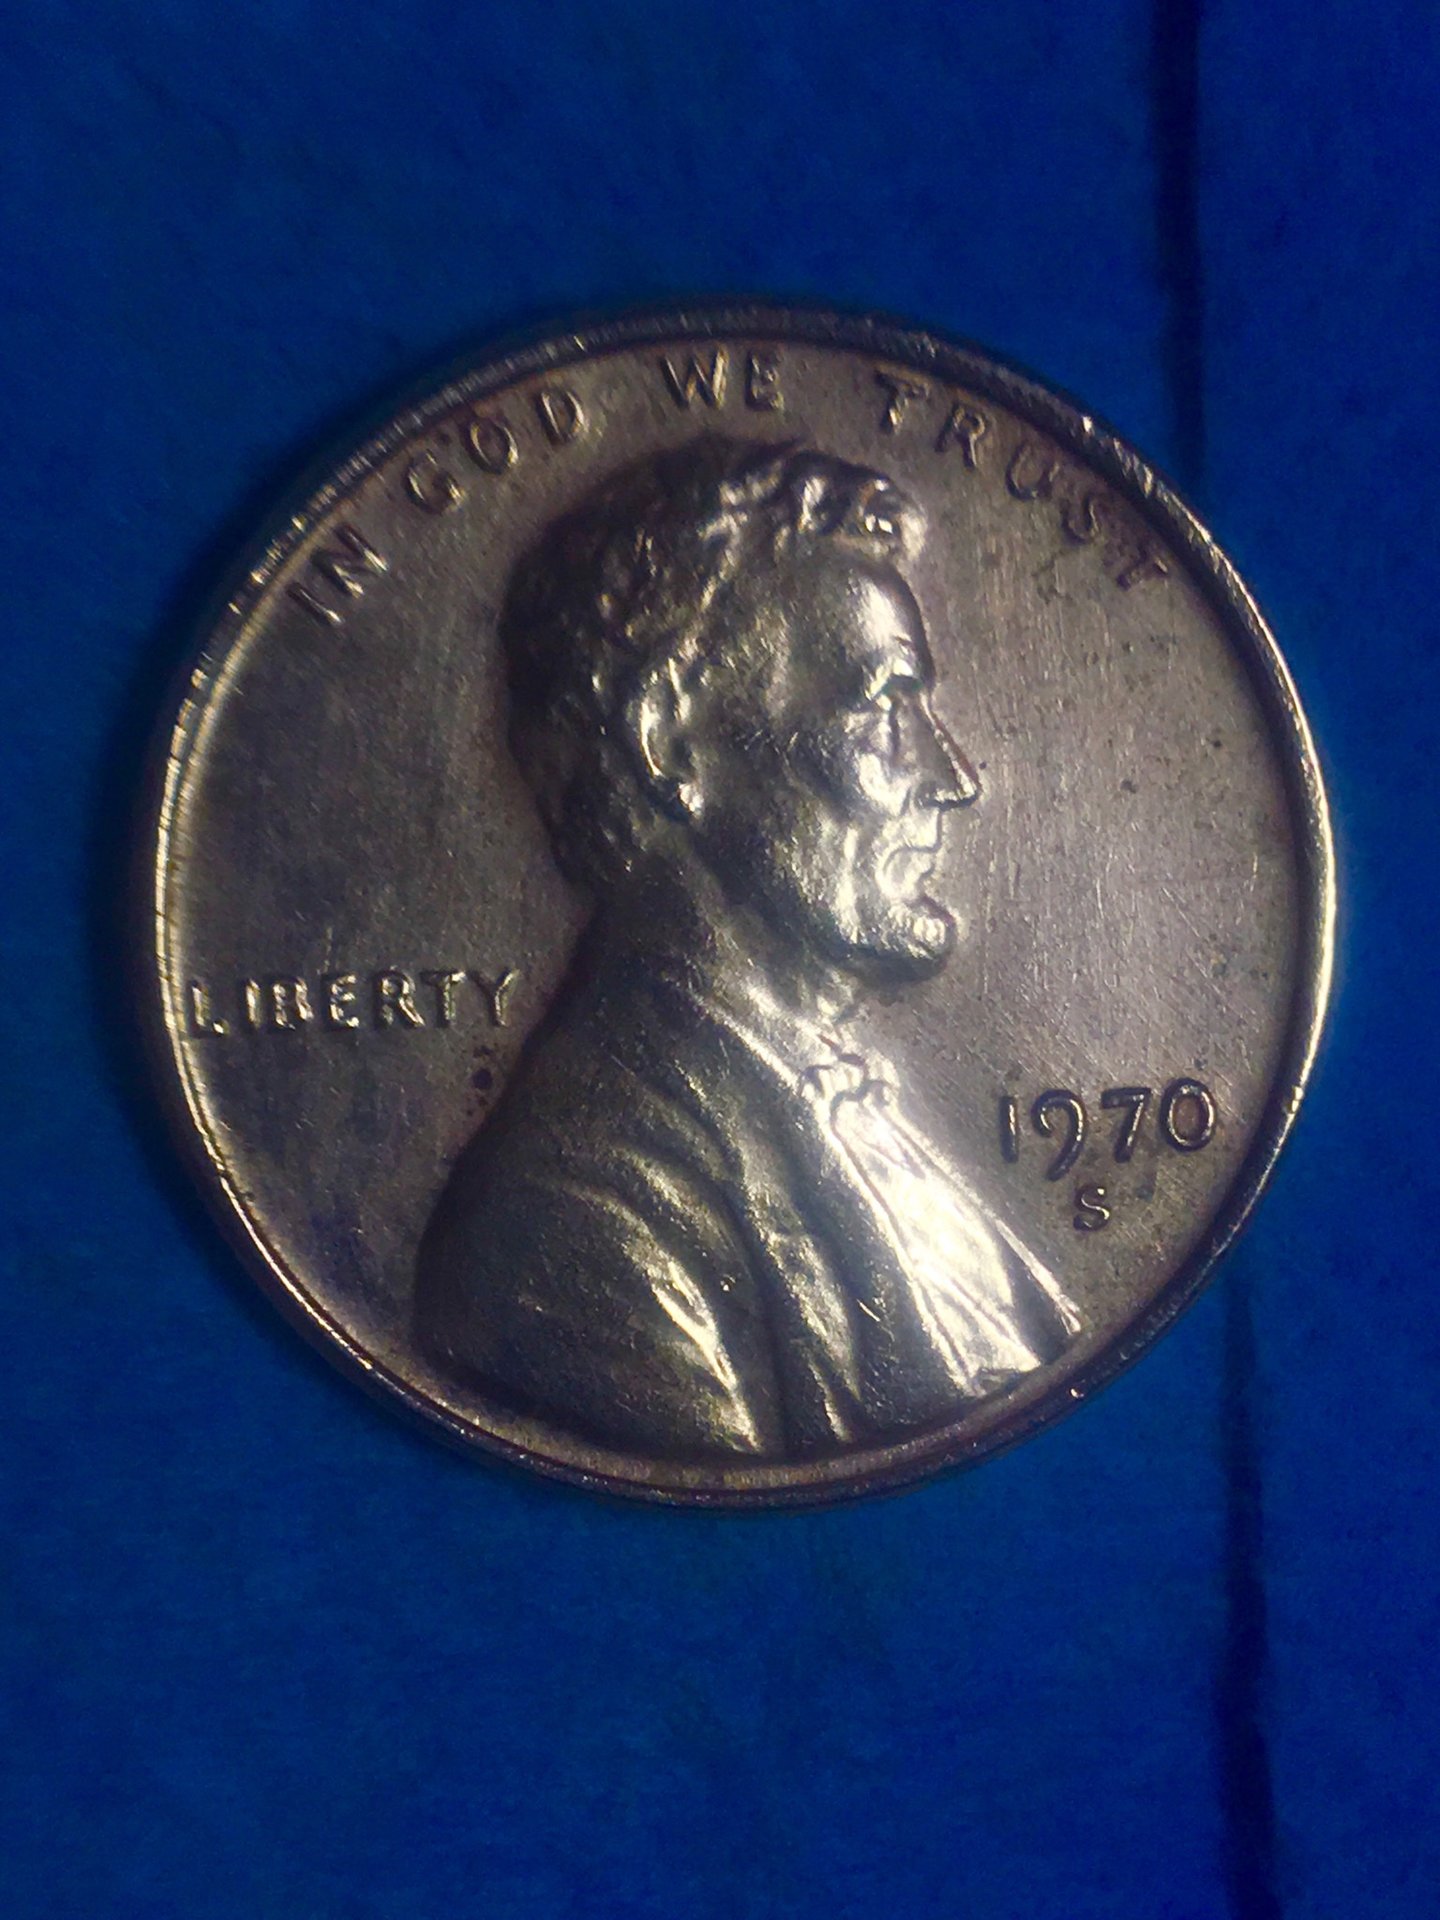 IN GOD WE TRUST
LIBERTY
1970
S